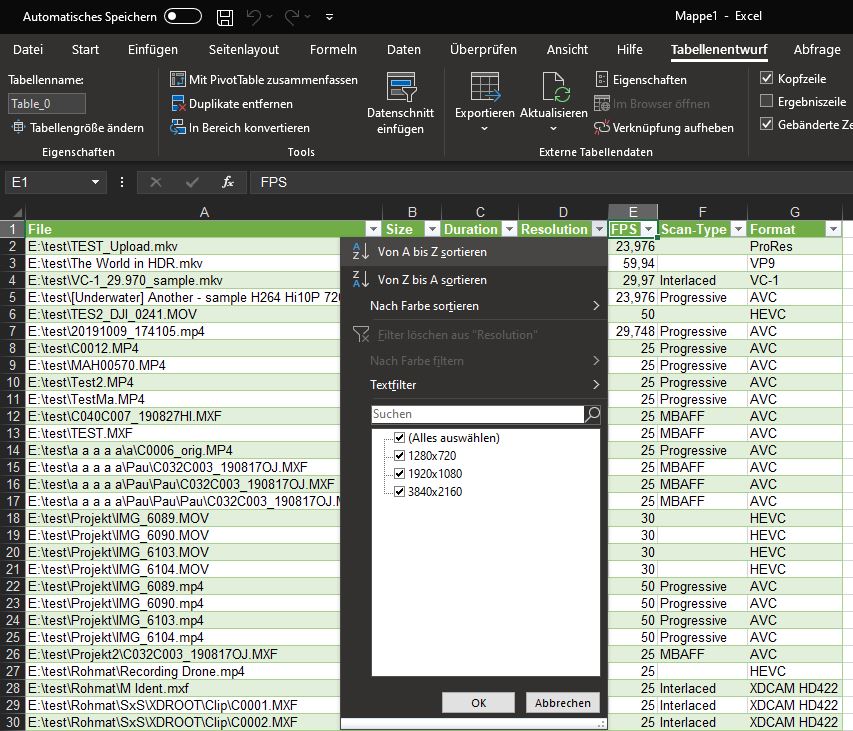 Automatisches Speichern
Mappe1 - Excel
Datei Start Einfügen Seitenlayout Formeln Daten Überprüfen Ansicht Hilfe Tabellenentwurf Abfrage
Tabellenname:
Table_0
Tabellengröße ändern
Eigenschaften
Mit PivotTable zusammenfassen
Duplikate entfernen
In Bereich konvertieren
Datenschnitt
einfügen
Tools
Exportieren
Aktualisieren
Eigenschaften
Im Browser öffnen
Verknüpfung aufheben
Externe Tabellendaten
Kopfzeile
Ergebniszeile
Gebänderte Ze
E1 fx FPS
A B C D E F G
1 File Size Duration Resolution FPS Scan-Type Format
2 E:\test\TEST_Upload.mkv 23,976 ProRes
3 E:\test\The World in HDR.mkv 59,94 VP9
4 E:\test\VC-1_29.970_sample.mkv 29,97 Interlaced VC-1
5 E:\test\[Underwater] Another - sample H264 Hi10P 720 23,976 Progressive AVC
6 E:\test\TES2_DJI_0241.MOV 50 HEVC
7 E:\test\20191009_174105.mp4 29,748 Progressive AVC
8 E:\test\C0012.MP4 25 Progressive AVC
9 E:\test\MAH00570.MP4 25 Progressive AVC
10 E:\test\Test2.MP4 25 Progressive AVC
11 E:\test\TestMa.MP4 25 Progressive AVC
12 E:\test\C040C007_190827HI.MXF 25 MBAFF AVC
13 E:\test\TEST.MXF 25 MBAFF AVC
14 E:\test\a a a a a\a\C0006_orig.MP4 25 Progressive AVC
15 E:\test\a a a a a\Pau\C032C003_190817OJ.MXF 25 MBAFF AVC
16 E:\test\a a a a a\Pau\Pau\C032C003_190817OJ.MXF 25 MBAFF AVC
17 E:\test\a a a a a\Pau\Pau\Pau\C032C003_190817OJ.M 25 MBAFF AVC
18 E:\test\Projekt\IMG_6089.MOV 30 HEVC
19 E:\test\Projekt\IMG_6090.MOV 30 HEVC
20 E:\test\Projekt\IMG_6103.MOV 30 HEVC
21 E:\test\Projekt\IMG_6104.MOV 30 HEVC
22 E:\test\Projekt\IMG_6089.mp4 50 Progressive AVC
23 E:\test\Projekt\IMG_6090.mp4 50 Progressive AVC
24 E:\test\Projekt\IMG_6103.mp4 50 Progressive AVC
25 E:\test\Projekt\IMG_6104.mp4 50 Progressive AVC
26 E:\test\Projekt2\C032C003_190817OJ.MXF 25 MBAFF AVC
27 E:\test\Rohmat\Recording Drone.mp4 25 HEVC
28 E:\test\Rohmat\M Ident.mxf 25 Interlaced XDCAM HD422
29 E:\test\Rohmat\SxS\XDROOT\Clip\C0001.MXF 25 Interlaced XDCAM HD422
30 E:\test\Rohmat\SxS\XDROOT\Clip\C0002.MXF 25 Interlaced XDCAM HD422
Von A bis Z sortieren
Von Z bis A sortieren
Nach Farbe sortieren
Filter löschen aus "Resolution"
Nach Farbe filtern
Textfilter
Suchen
(Alles auswählen)
1280x720
1920x1080
3840x2160
OK Abbrechen